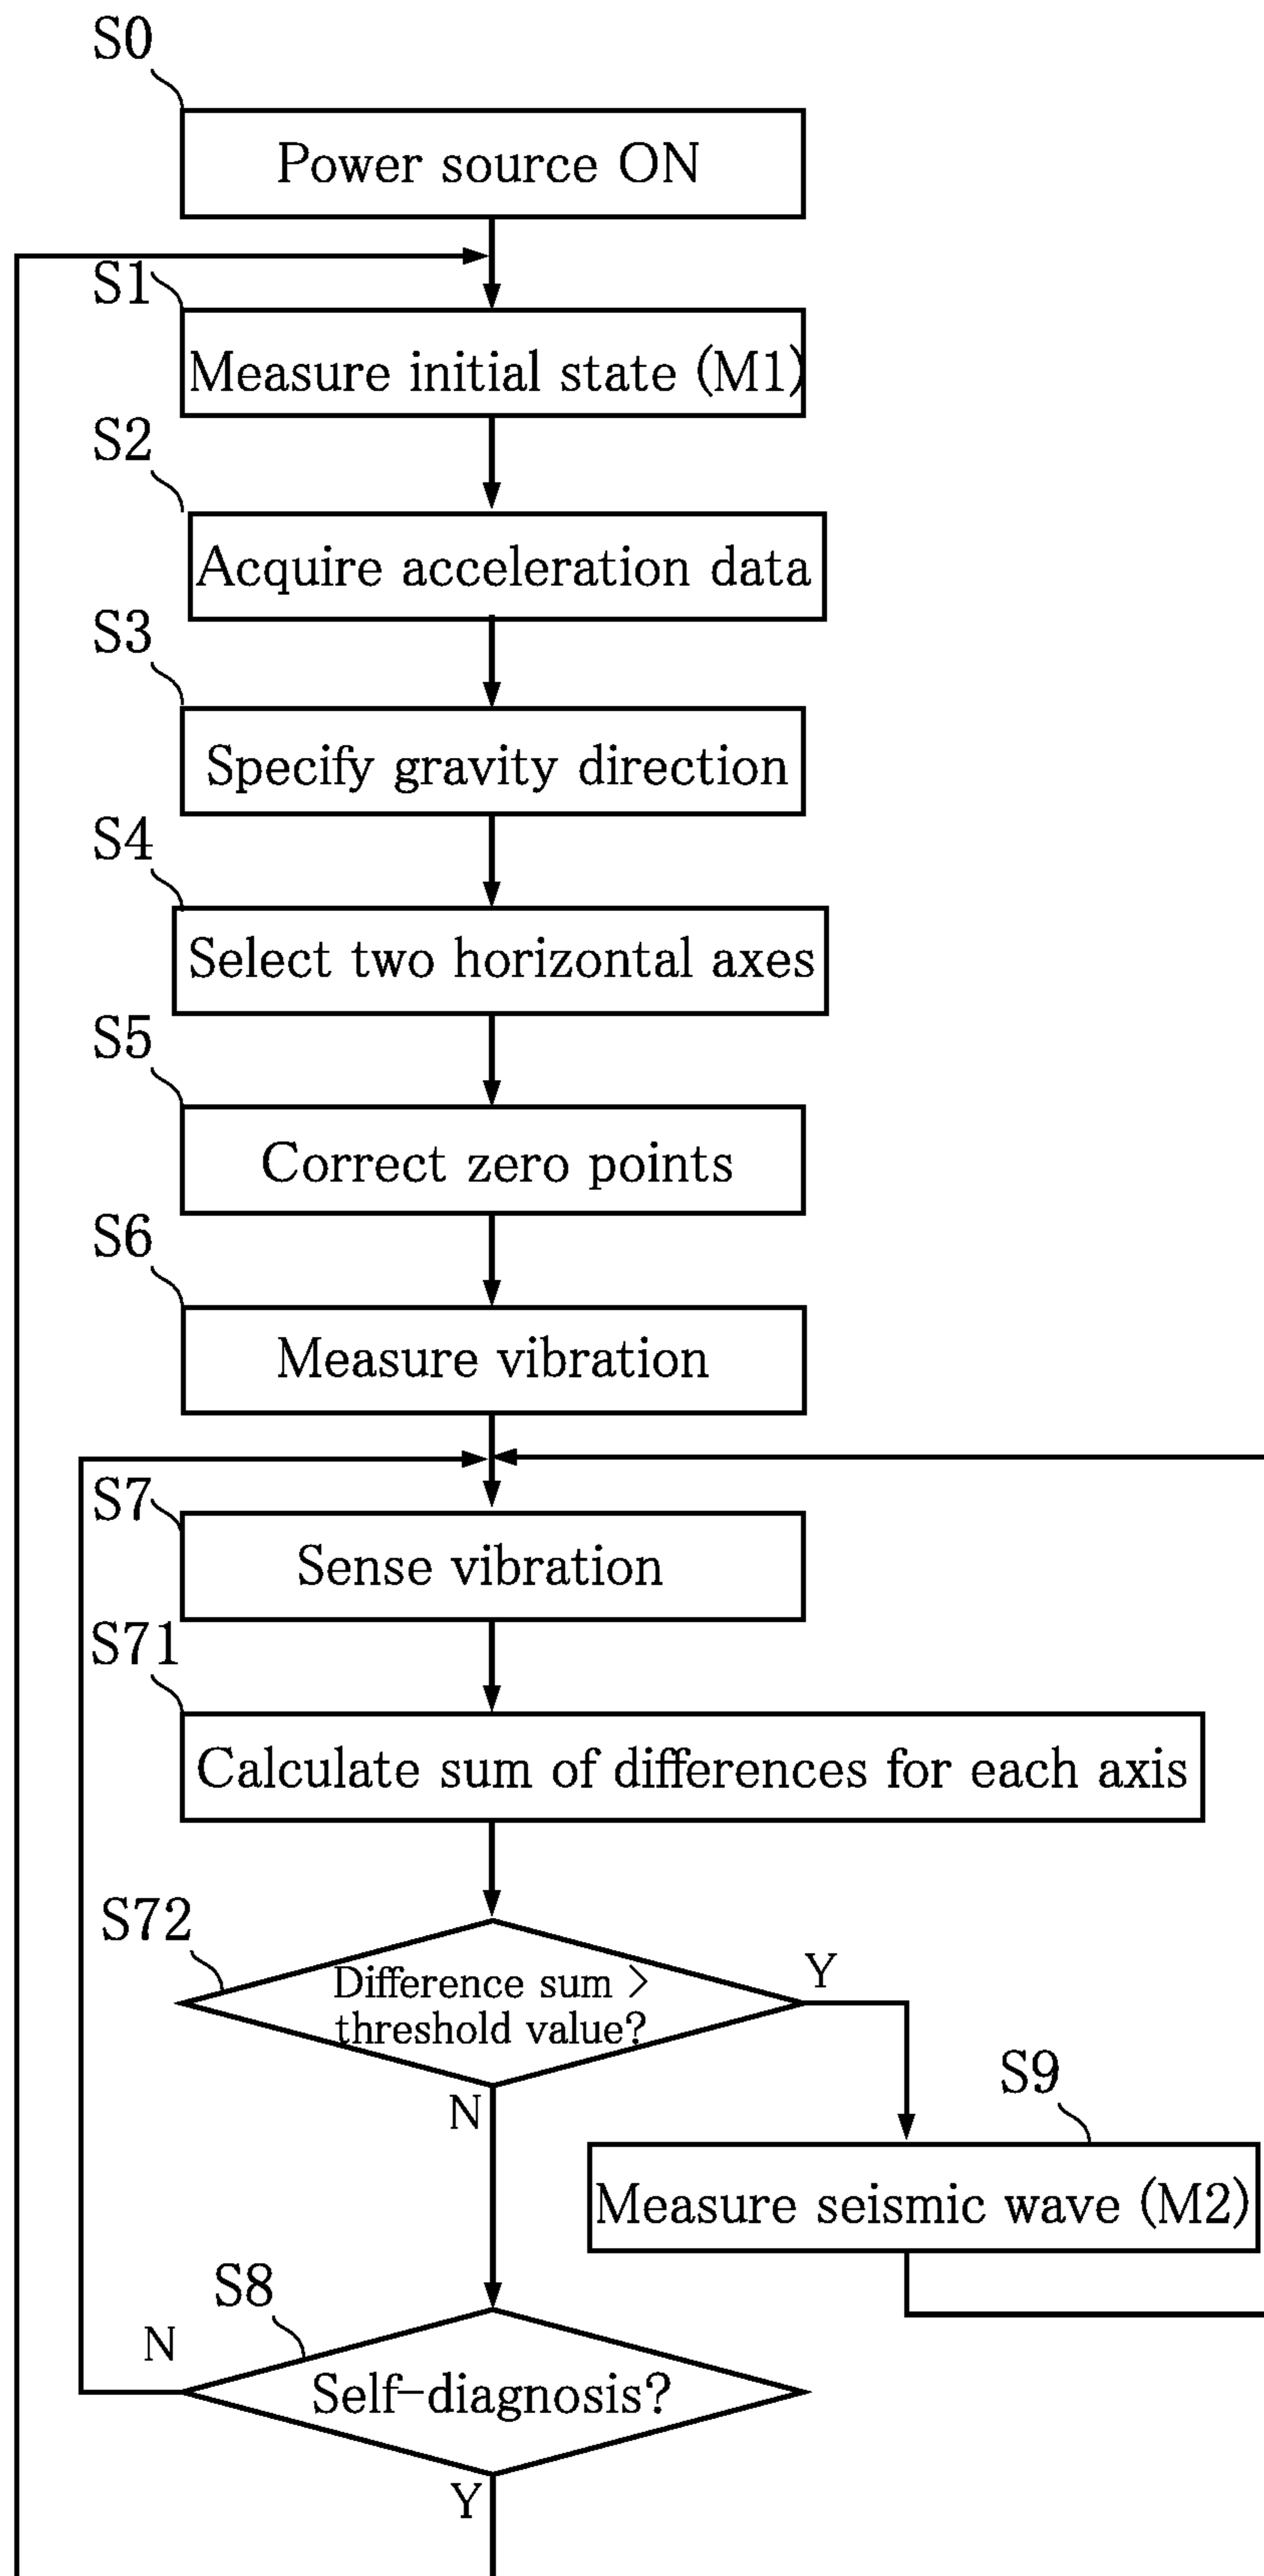 S0
Power source ON
S1
Measure initial state (M1)
S2
Acquire acceleration data
S3
Specify gravity direction
S4
Select two horizontal axes
S5
Correct zero points
S6
Measure vibration
S7
Sense vibration
S71
Calculate sum of differences for each axis
S72
Difference sum >
threshold value?
Y
N
S9
Measure seismic wave (M2)
S8
N
Self-diagnosis?
Y